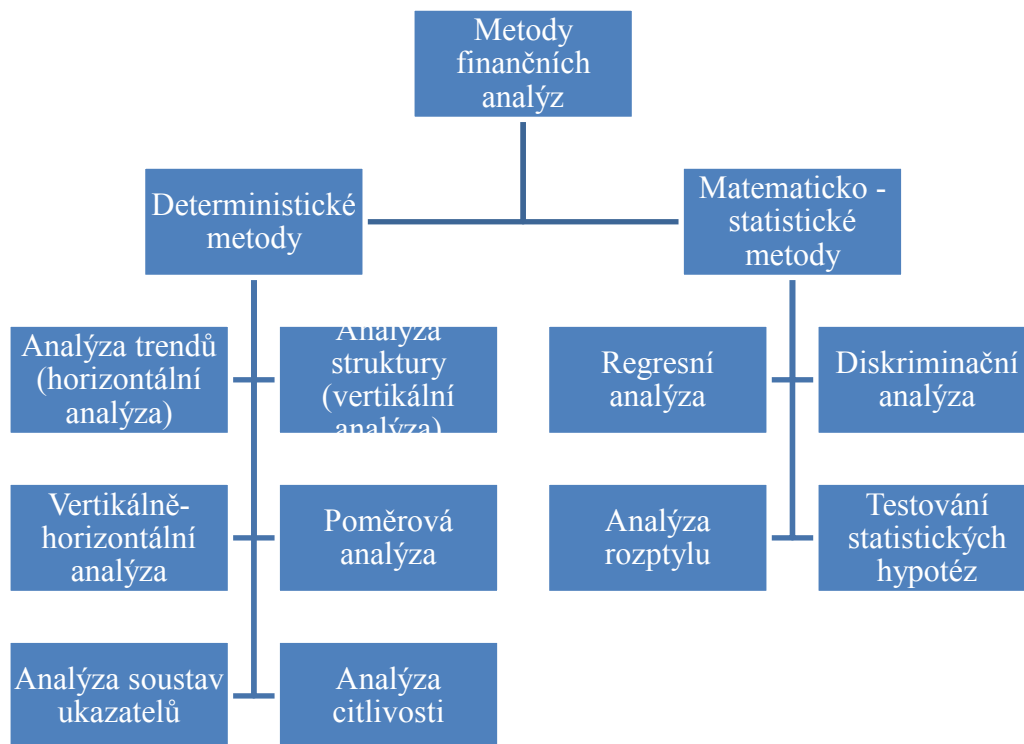 Metody
finančních
analýz
Deterministické
metody
Matematicko -
statistické
metody
Analýza trendů
(horizontální
analýza)
Analýza
struktury
(vertikální
analýza)
Regresní
analýza
Diskriminační
analýza
Vertikálně-
horizontální
analýza
Poměrová
analýza
Analýza
rozptylu
Testování
statistických
hypotéz
Analýza soustav
ukazatelů
Analýza
citlivosti